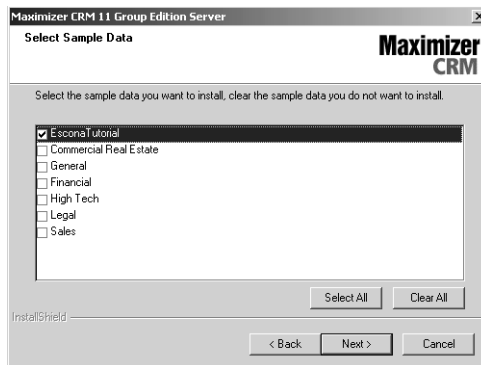 Maximizer CRM 11 Group Edition Server
Select Sample Data
Maximizer
CRM
Select the sample data you want to install, clear the sample data you do not want to install.
EsconaTutorial
Commercial Real Estate
General
Financial
High Tech
Legal
Sales
Select All
Clear All
InstallShield
< Back
Next >
Cancel